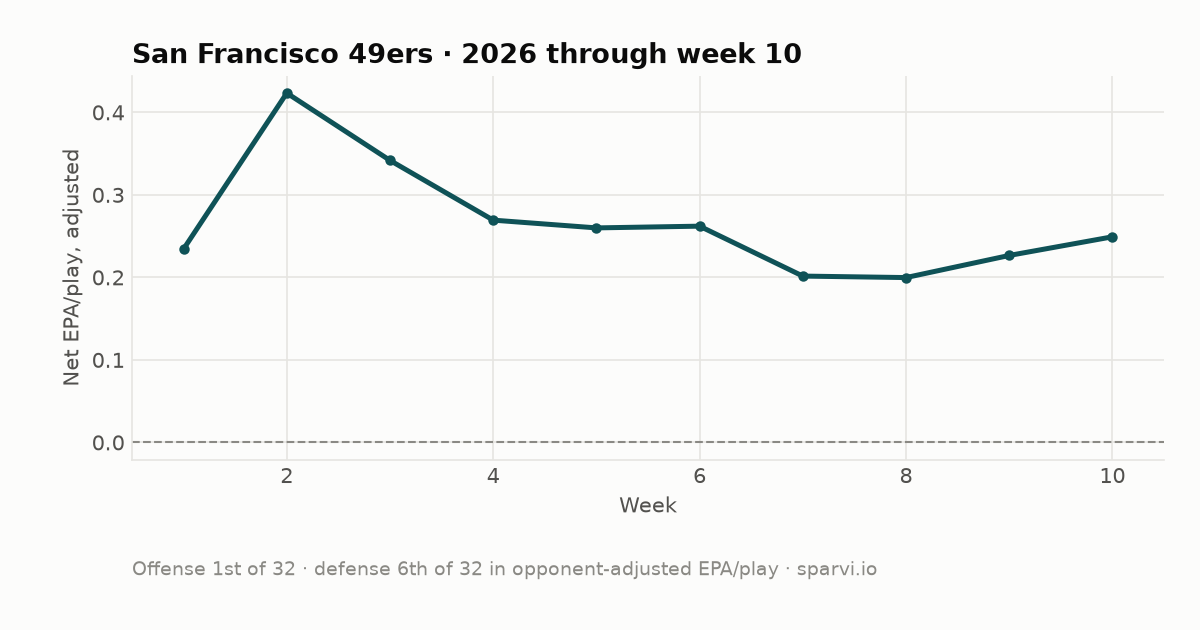 San Francisco 49ers · 2026 through week 10
Net EPA/play, adjusted
0.4
0.3
0.2
0.1
0.0
2 4 6 8 10
Week
Offense 1st of 32 · defense 6th of 32 in opponent-adjusted EPA/play · sparvi.io